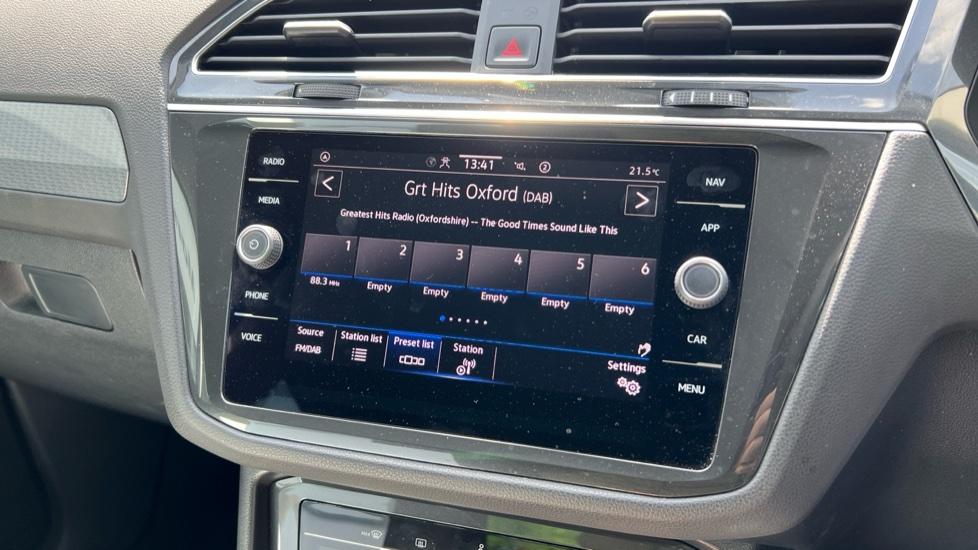 RADIO
MEDIA
PHONE
VOICE
13:41
2
21.5°C
Grt Hits Oxford (DAB)
Greatest Hits Radio (Oxfordshire) -- The Good Times Sound Like This
1 2 3 4 5 6
88.3 MHz Empty Empty Empty Empty Empty
Source Station list Preset list Station
FM/DAB
Settings
NAV
APP
CAR
MENU